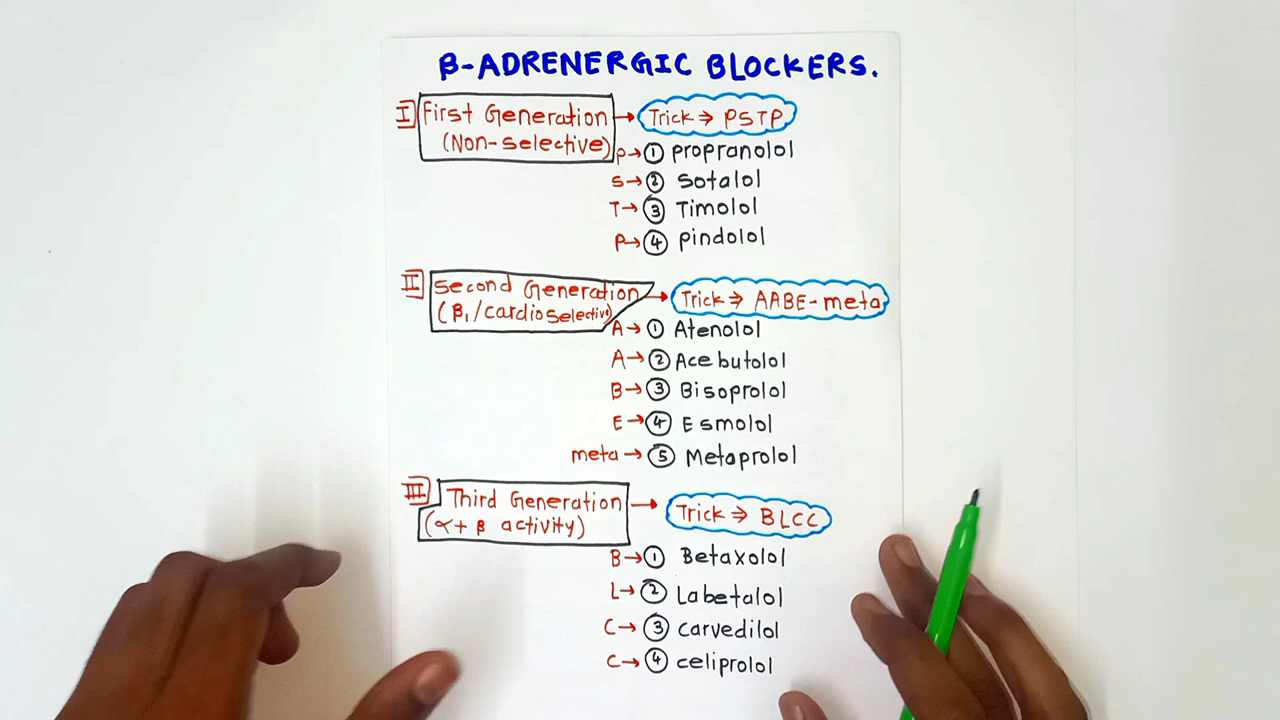 β-ADRENERGIC BLOCKERS.
I First Generation → Trick ⇒ PSTP
(Non-selective)
P→ ① propranolol
S→ ② Sotalol
T→ ③ Timolol
P→ ④ pindolol
II Second Generation → Trick ⇒ AABE-meta
(β1/cardioselective)
A→ ① Atenolol
A→ ② Acebutolol
B→ ③ Bisoprolol
E→ ④ Esmolol
meta→ ⑤ Metaprolol
III Third Generation → Trick ⇒ BLCC
(α+β activity)
B→ ① Betaxolol
L→ ② Labetalol
C→ ③ carvedilol
C→ ④ celiprolol